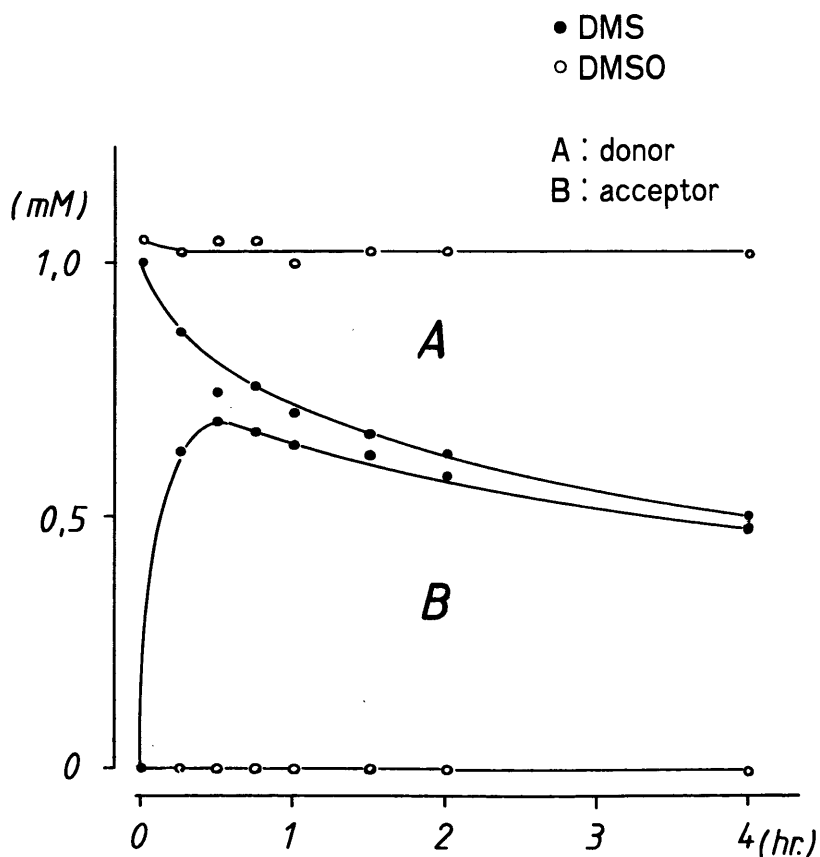 ● DMS
○ DMSO
A : donor
B : acceptor
(mM)
1,0
A
0,5
B
0
0 1 2 3 4 (hr.)